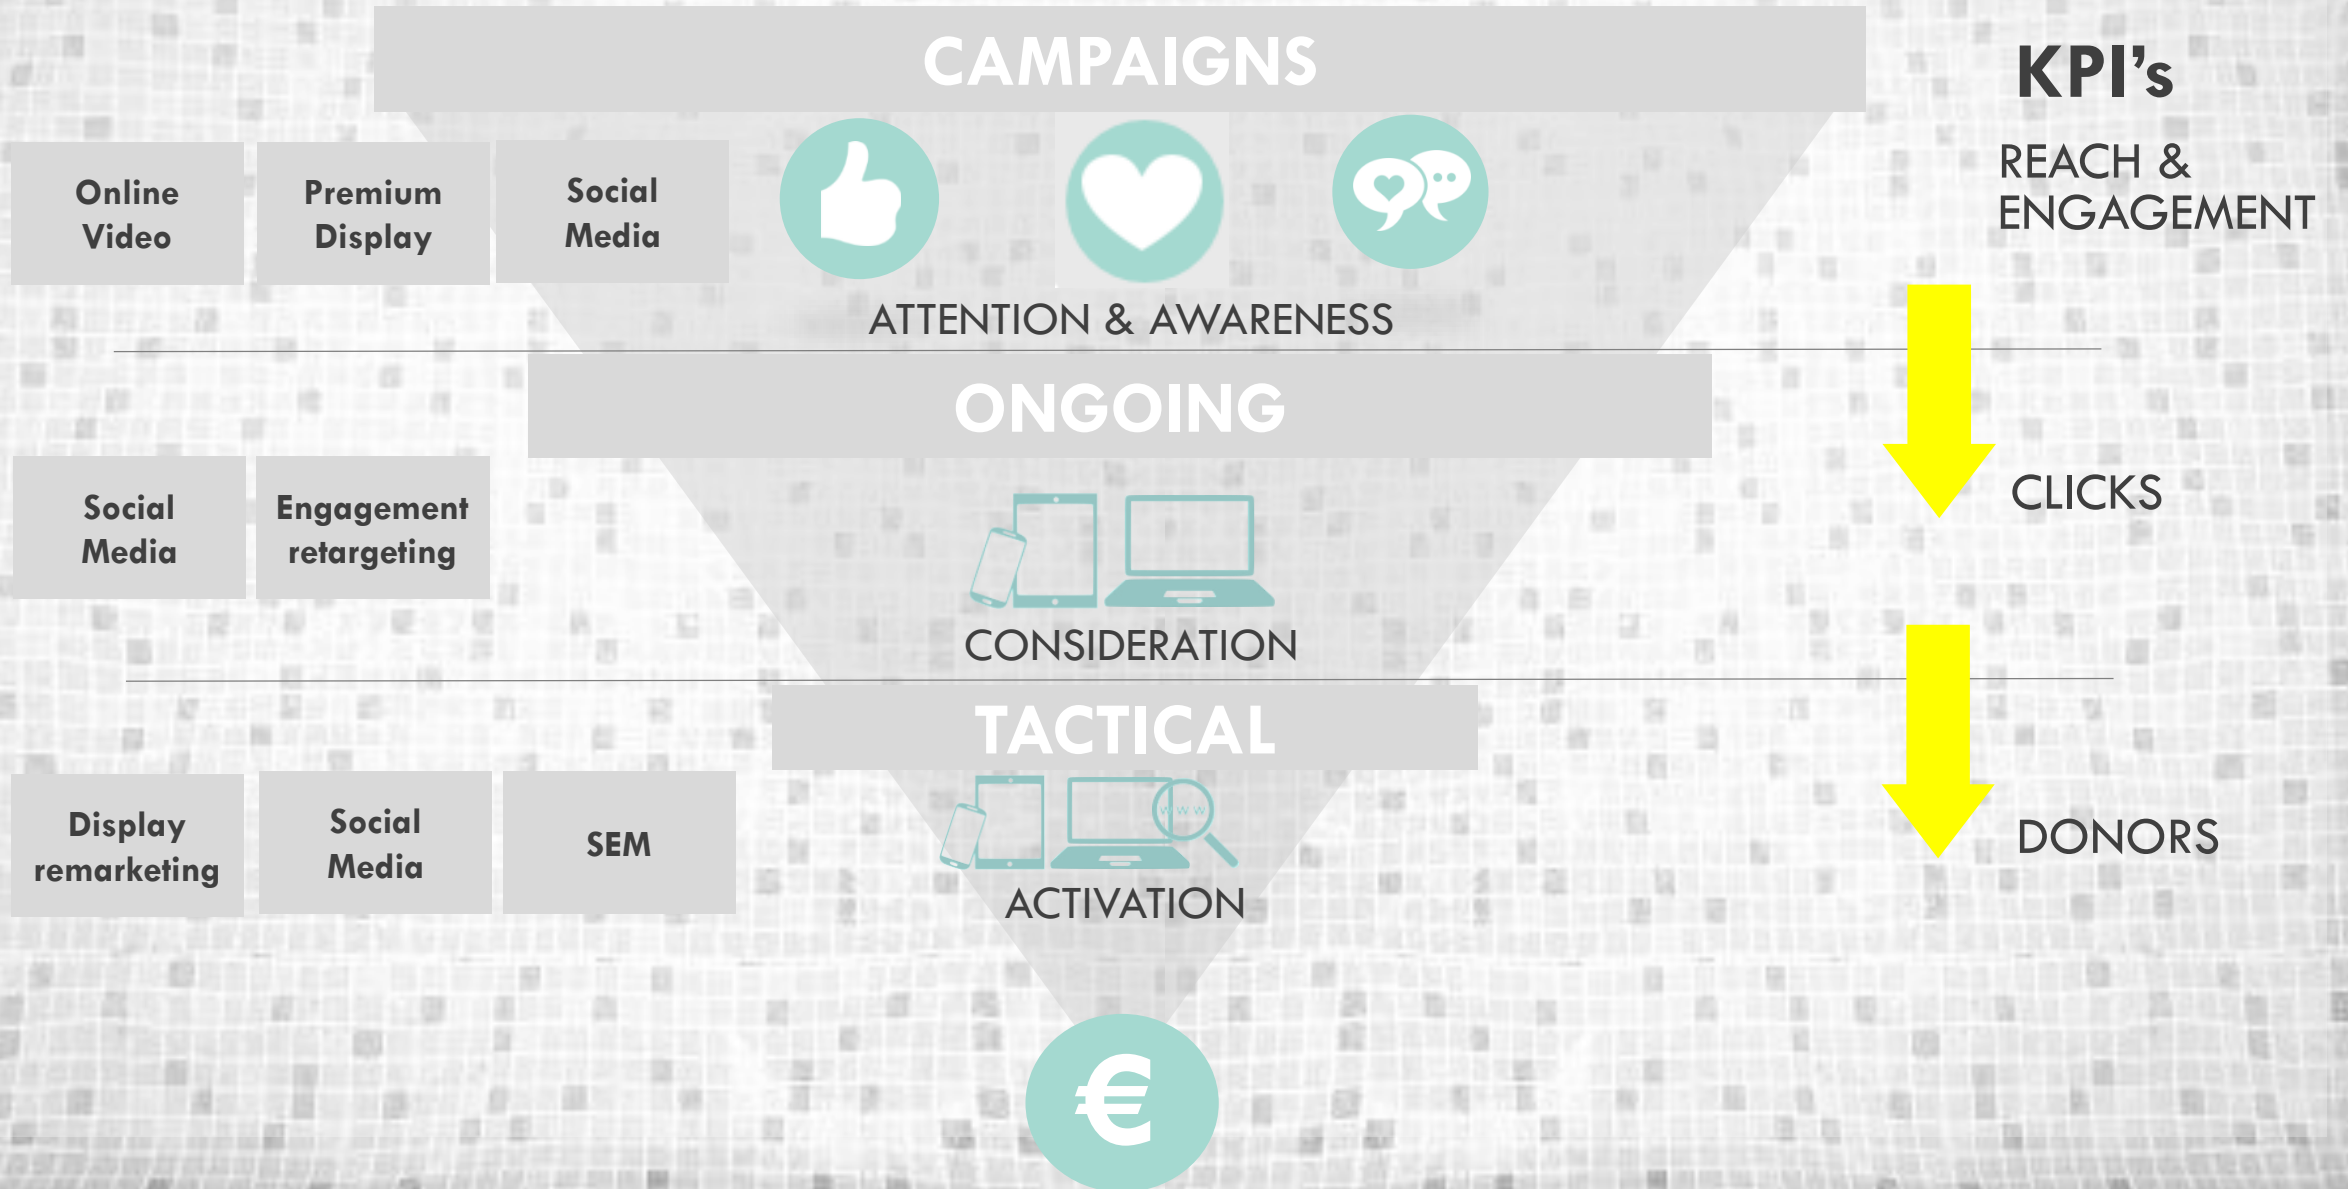 CAMPAIGNS
KPI’s
REACH &
ENGAGEMENT
Online
Video
Premium
Display
Social
Media
ATTENTION & AWARENESS
ONGOING
Social
Media
Engagement
retargeting
CLICKS
CONSIDERATION
TACTICAL
Display
remarketing
Social
Media
SEM
www
DONORS
ACTIVATION
€